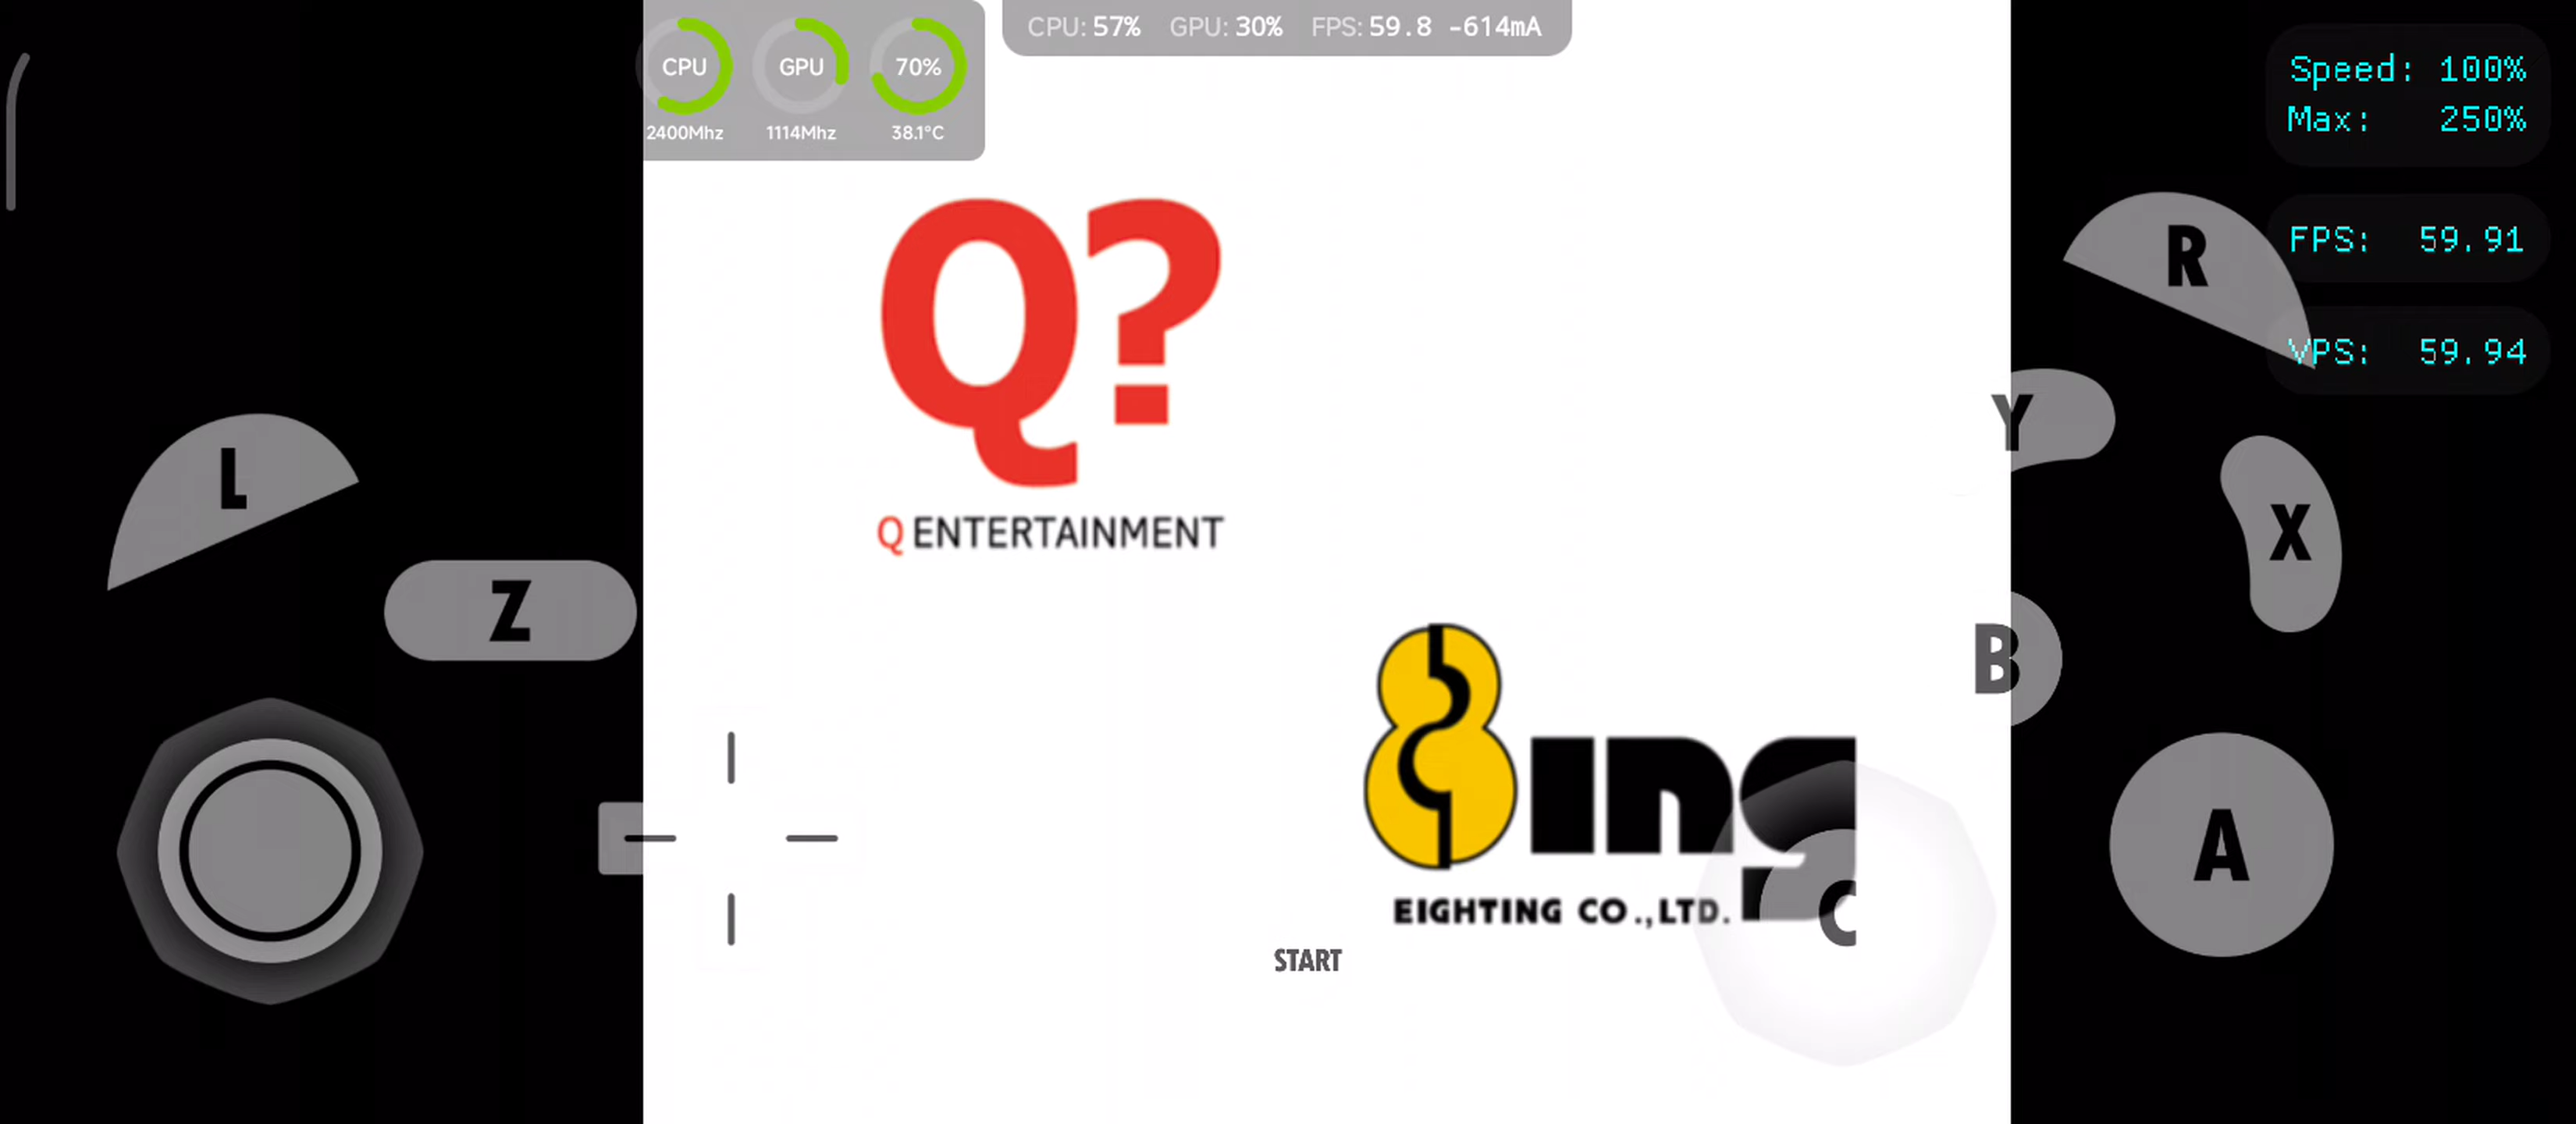 CPU
GPU
70%
2400Mhz
1114Mhz
38.1°C
CPU: 57% GPU: 30% FPS: 59.8 -614mA
Speed: 100%
Max: 250%
FPS: 59.91
VPS: 59.94
R
Y
X
B
A
L
Z
Q?
Q ENTERTAINMENT
8ing
EIGHTING CO.,LTD.
C
START